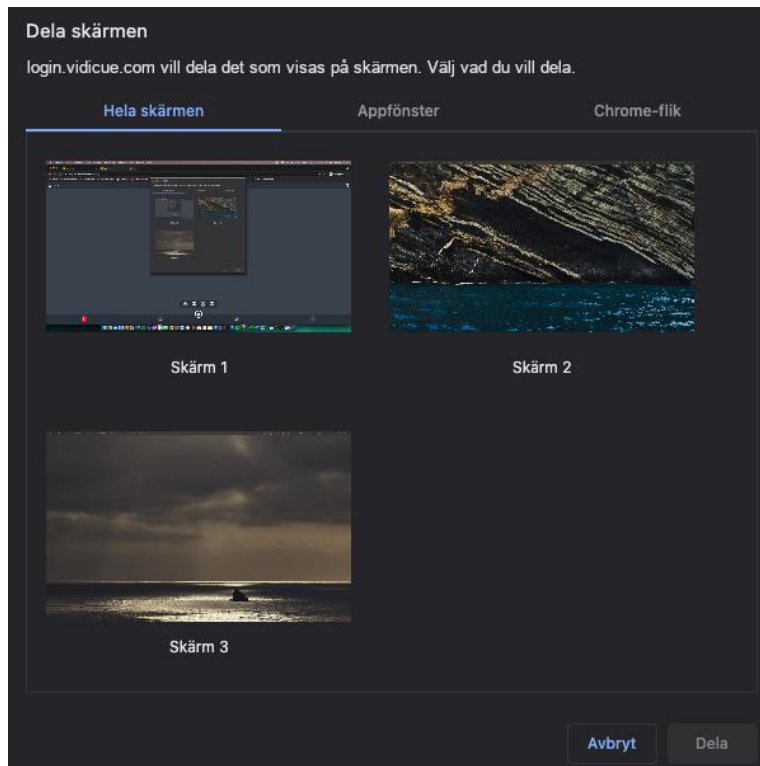 Dela skärmen
login.vidicue.com vill dela det som visas på skärmen. Välj vad du vill dela.
Hela skärmen Appfönster Chrome-flik
Skärm 1 Skärm 2
Skärm 3
Avbryt Dela